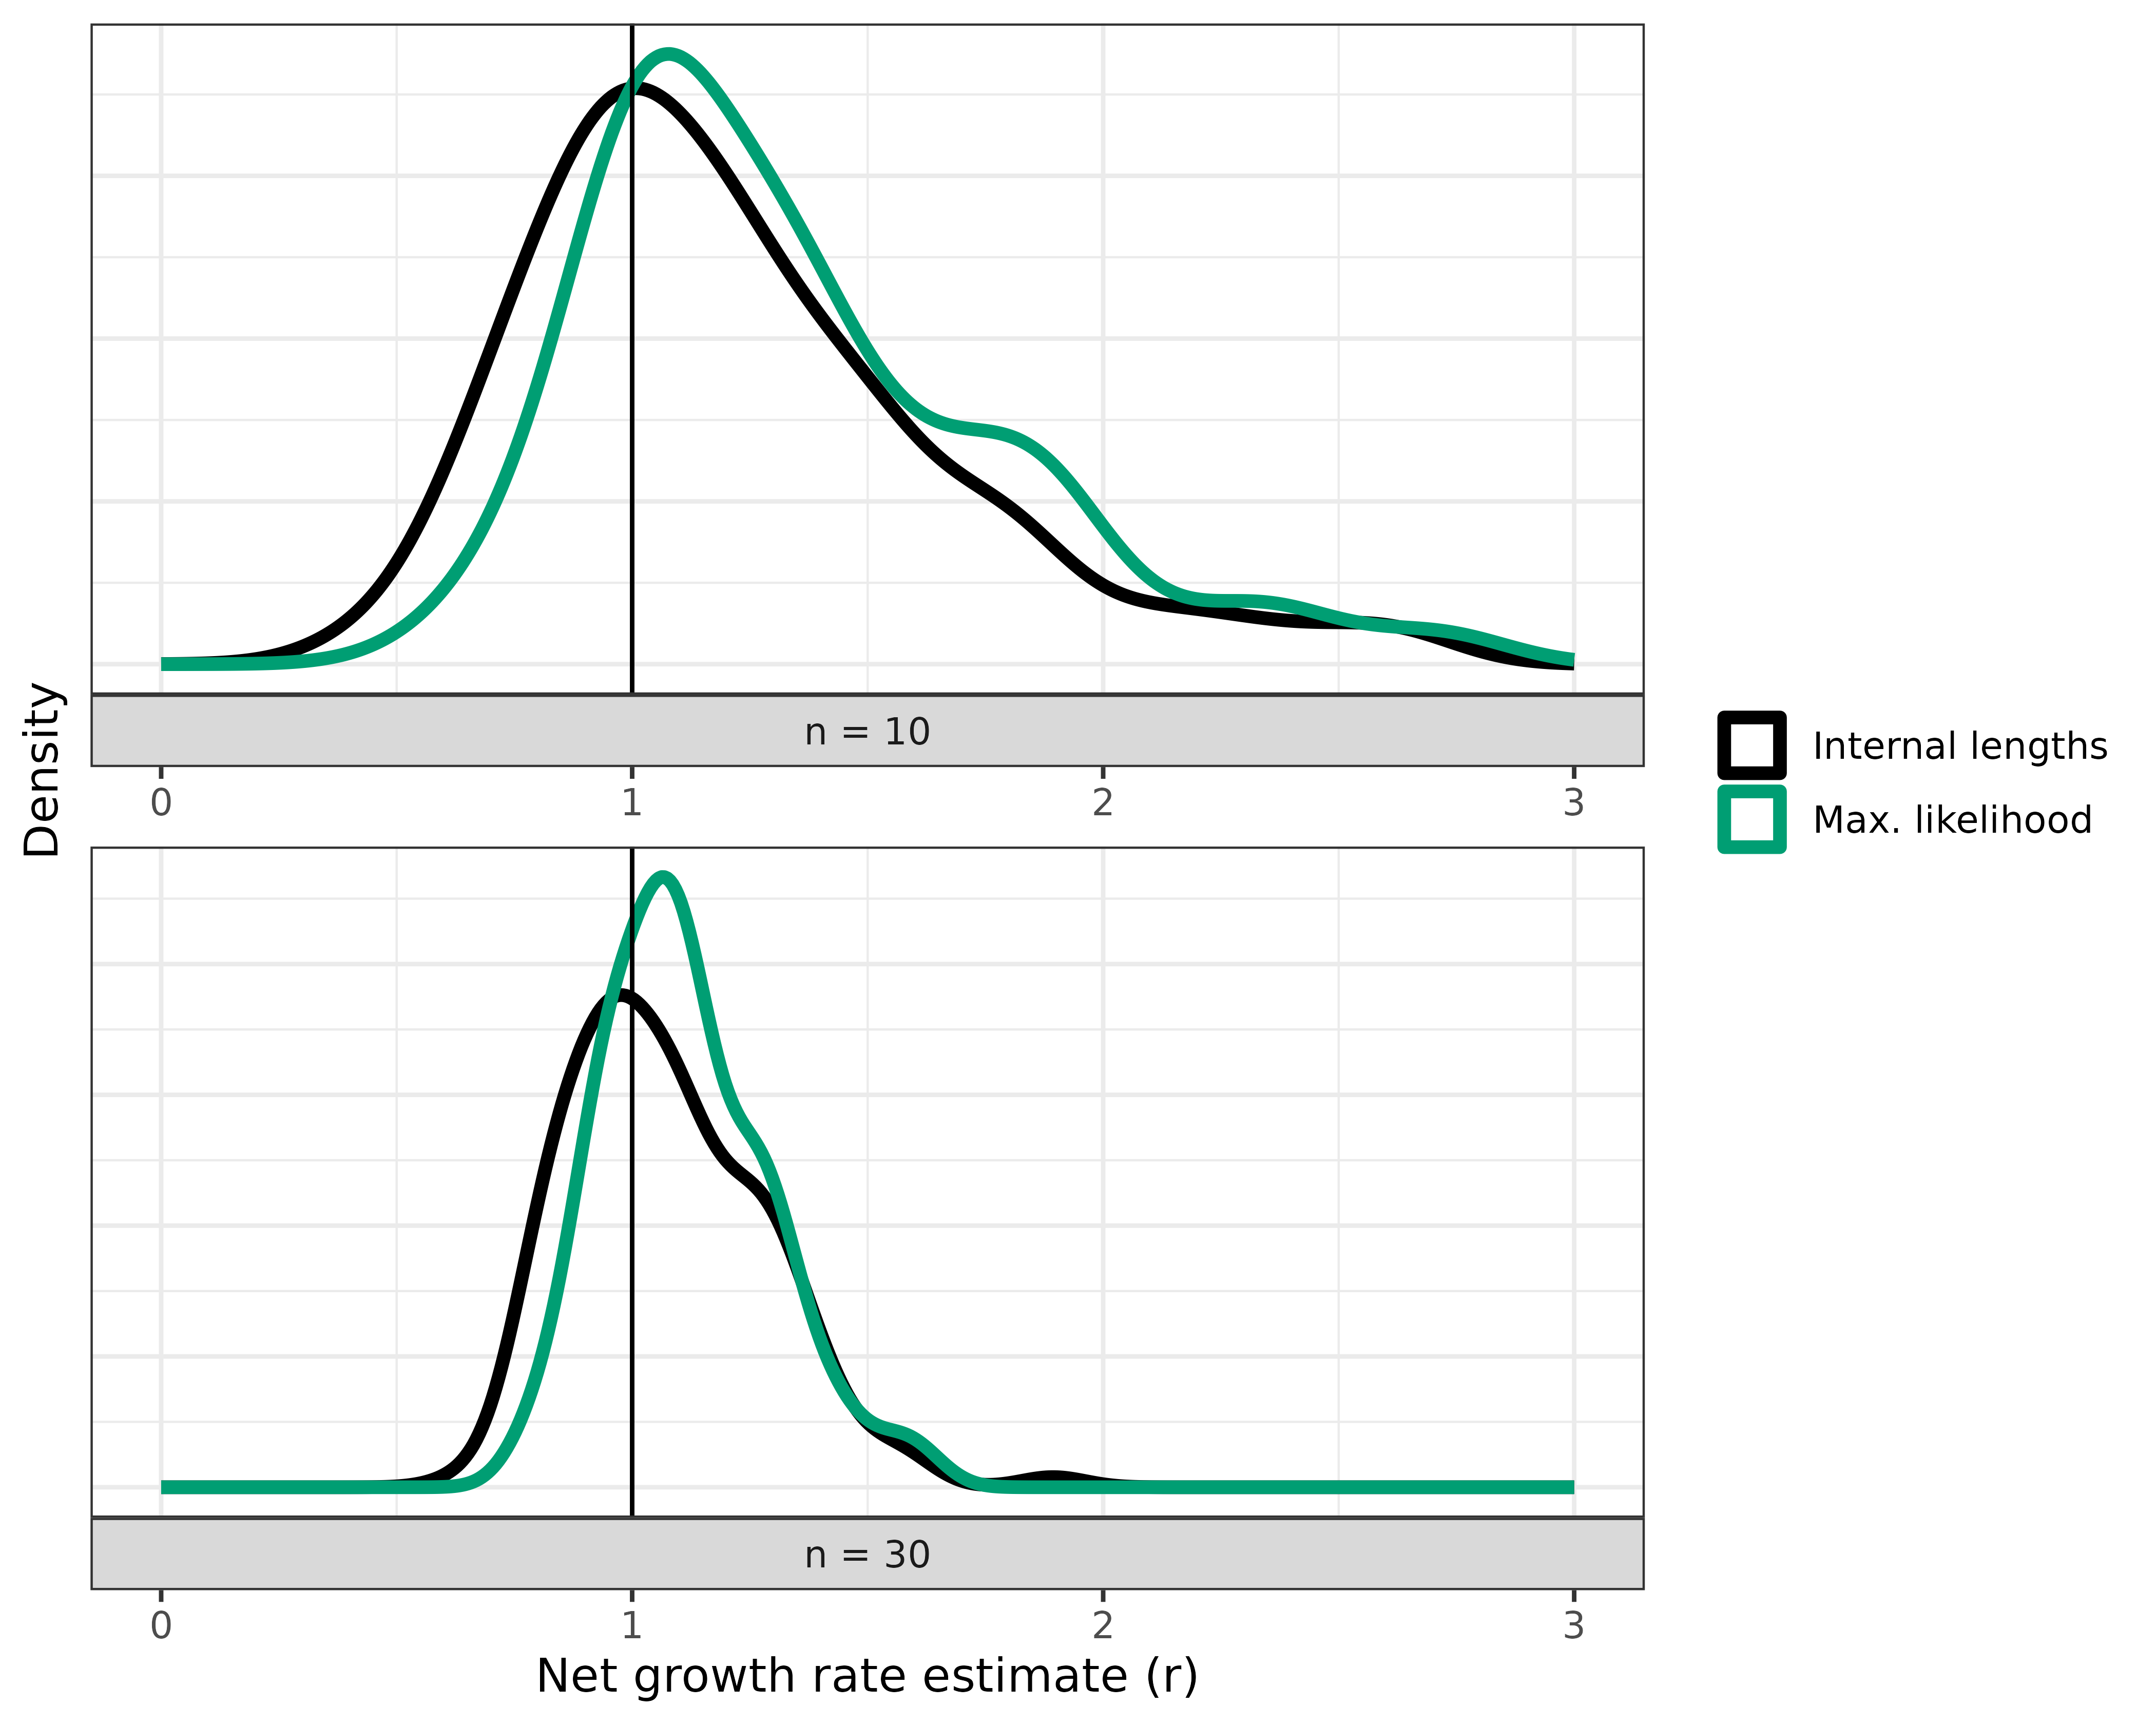 Density
n = 10
0 1 2 3
n = 30
0 1 2 3
Net growth rate estimate (r)
Internal lengths
Max. likelihood